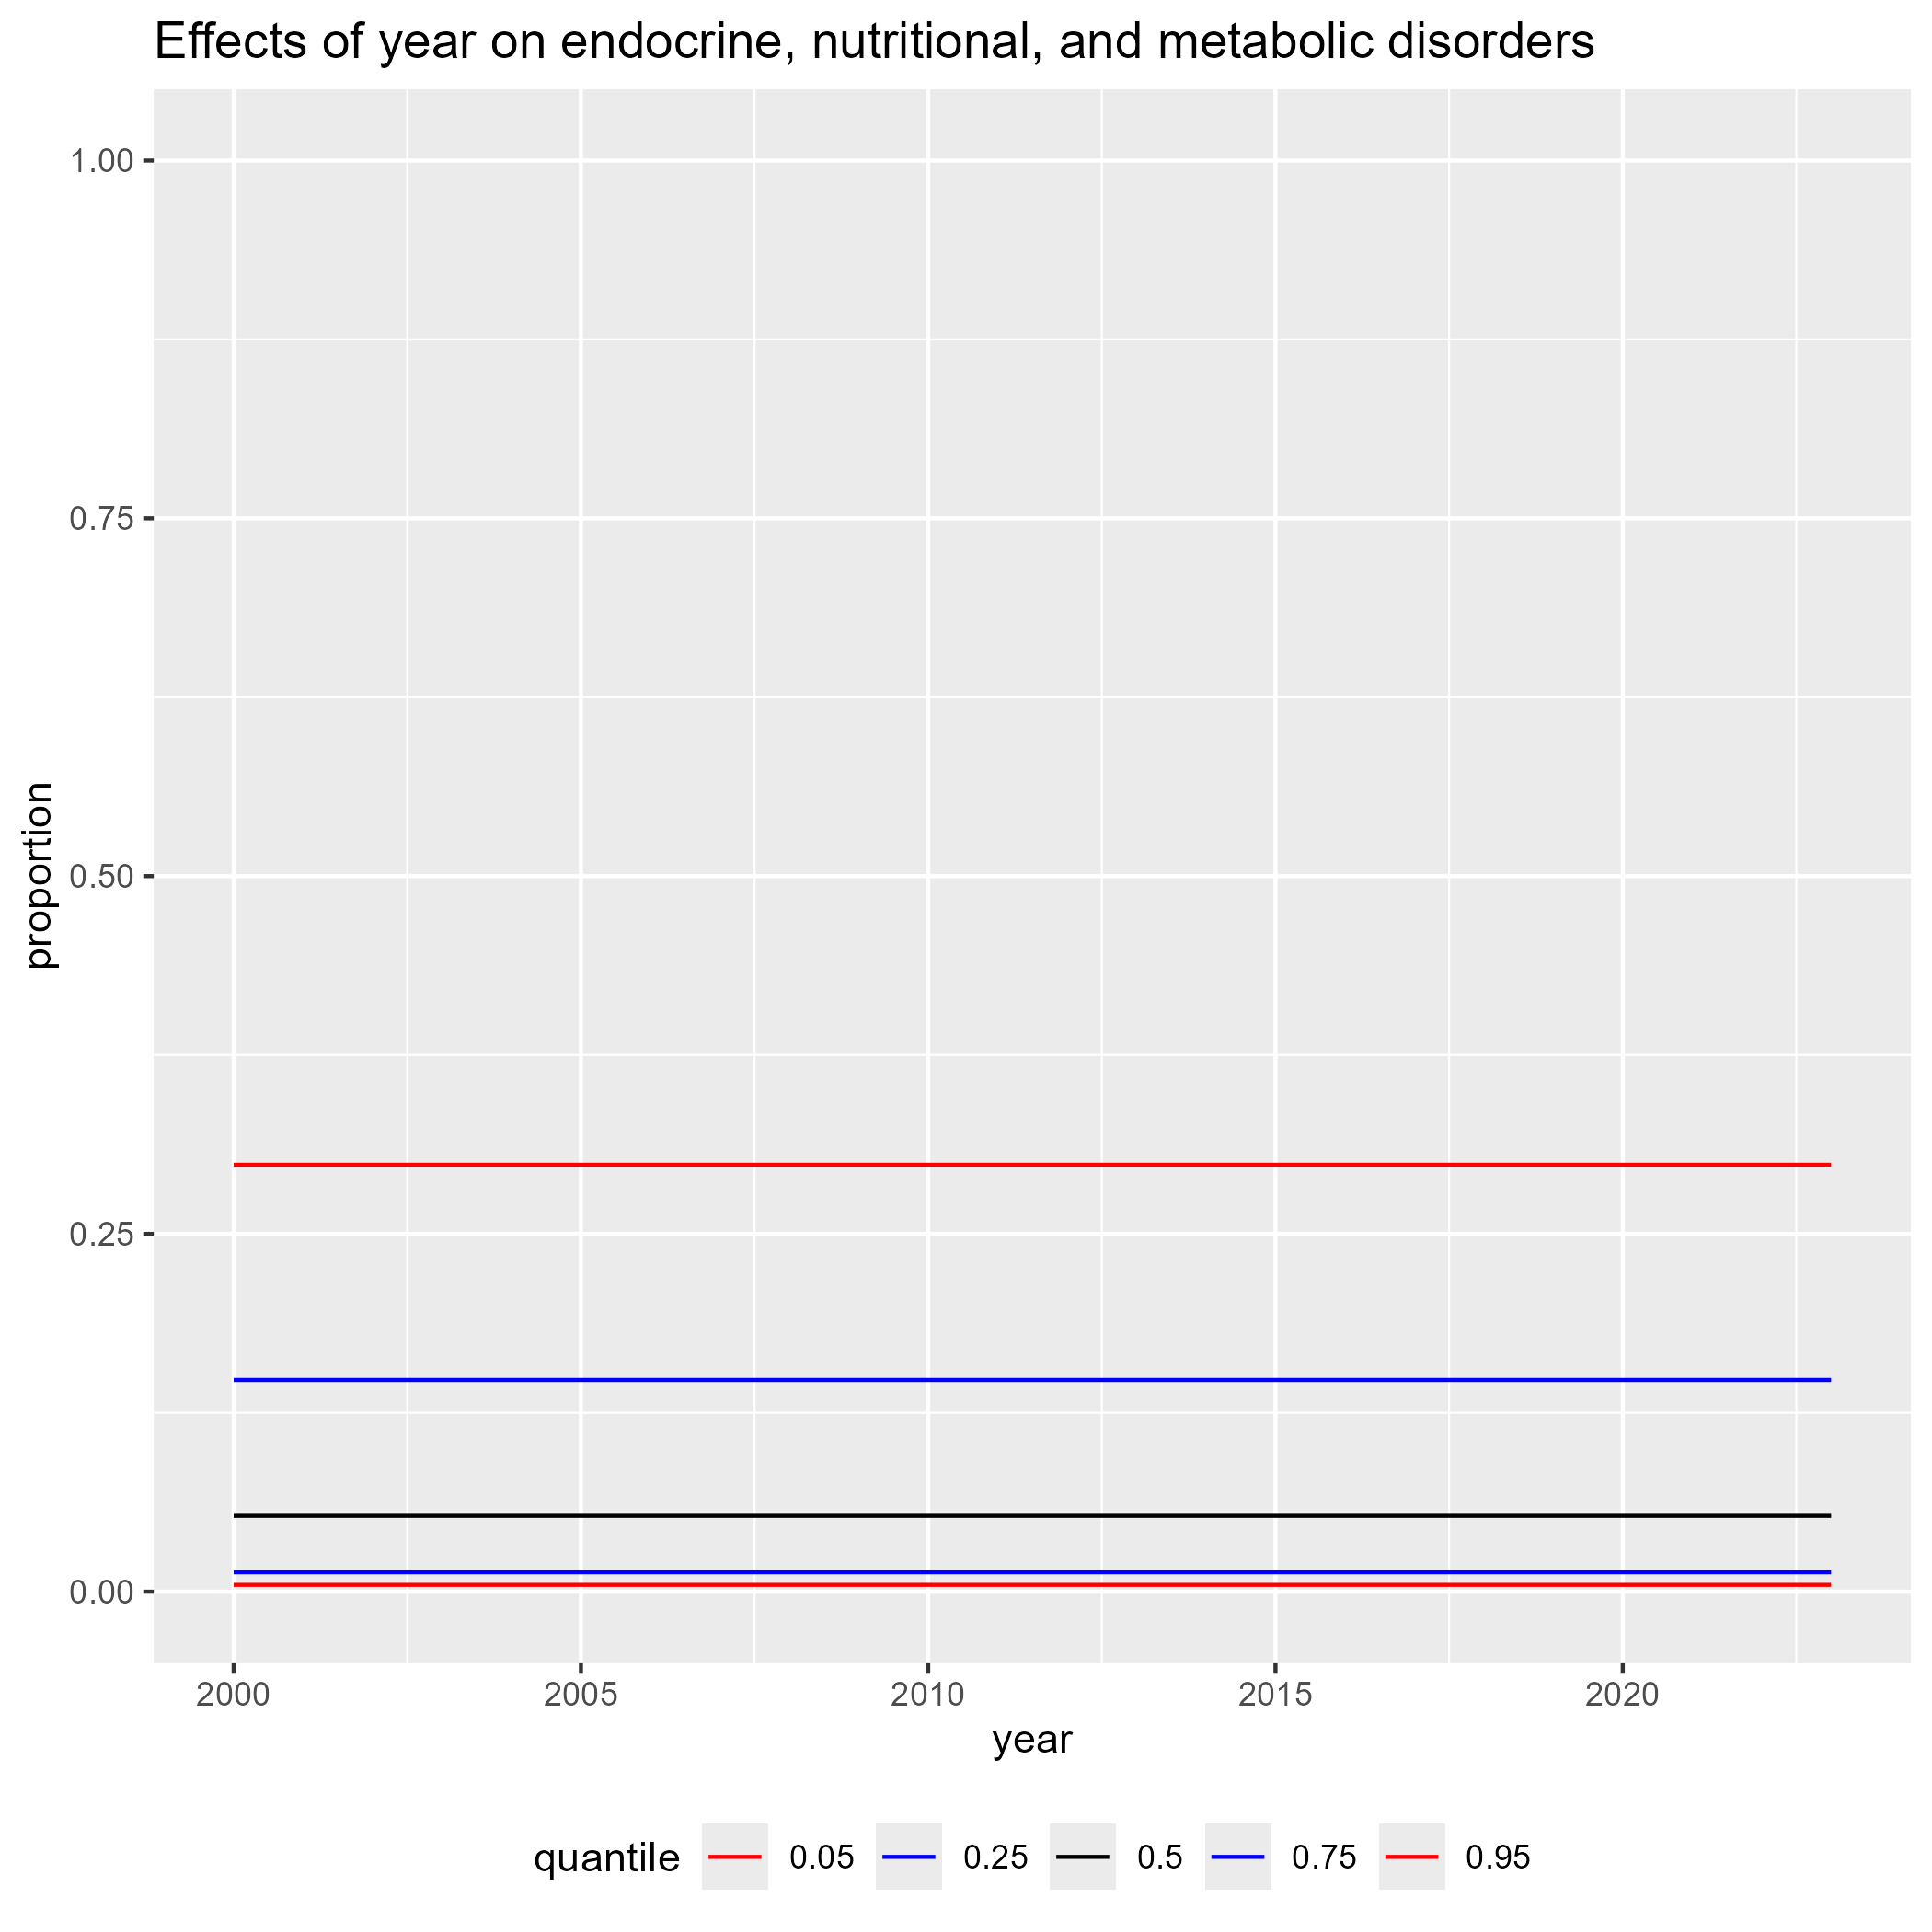 Effects of year on endocrine, nutritional, and metabolic disorders
1.00
0.75
0.50
0.25
0.00
proportion
2000 2005 2010 2015 2020
year
quantile 0.05 0.25 0.5 0.75 0.95